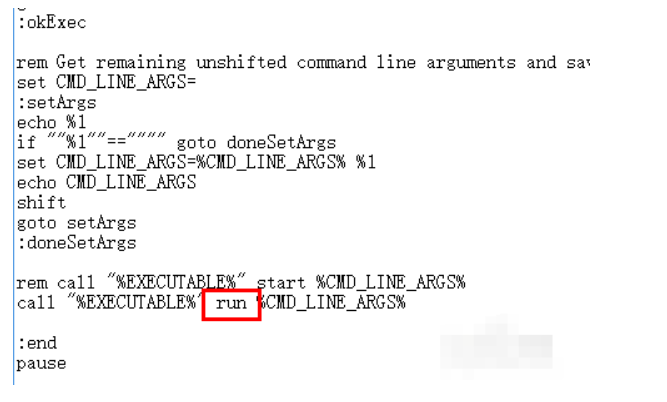 :okExec
rem Get remaining unshifted command line arguments and
set CMD_LINE_ARGS=
:setArgs
echo %1
if ""%1""=="""" goto doneSetArgs
set CMD_LINE_ARGS=%CMD_LINE_ARGS% %1
echo CMD_LINE_ARGS
shift
goto setArgs
:doneSetArgs
rem call "%EXECUTABLE%" start %CMD_LINE_ARGS%
call "%EXECUTABLE%" run %CMD_LINE_ARGS%
:end
pause